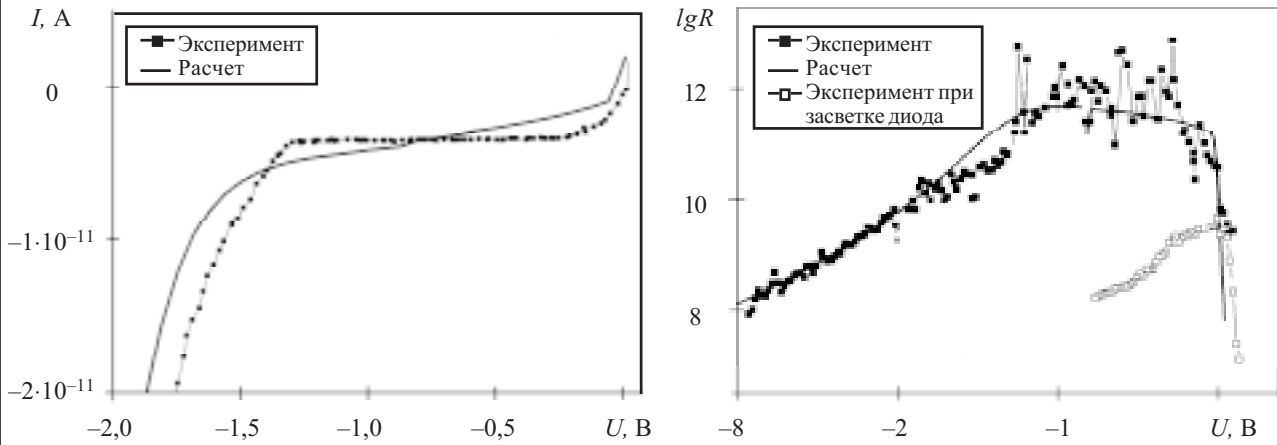 I, А
Эксперимент
Расчет
0
–1·10⁻¹¹
–2·10⁻¹¹
–2,0
–1,5
–1,0
–0,5
U, В
lgR
Эксперимент
Расчет
Эксперимент при
засветке диода
12
10
8
–8
–2
–1
U, В